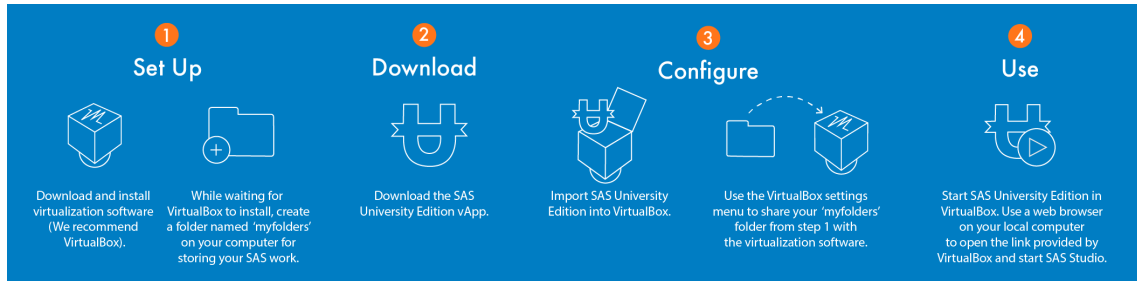 1
Set Up
Download and install
virtualization software
(We recommend
VirtualBox).
While waiting for
VirtualBox to install, create
a folder named ‘myfolders’
on your computer for
storing your SAS work.
2
Download
Download the SAS
University Edition vApp.
3
Configure
Import SAS University
Edition into VirtualBox.
Use the VirtualBox settings
menu to share your ‘myfolders’
folder from step 1 with
the virtualization software.
4
Use
Start SAS University Edition in
VirtualBox. Use a web browser
on your local computer
to open the link provided by
VirtualBox and start SAS Studio.